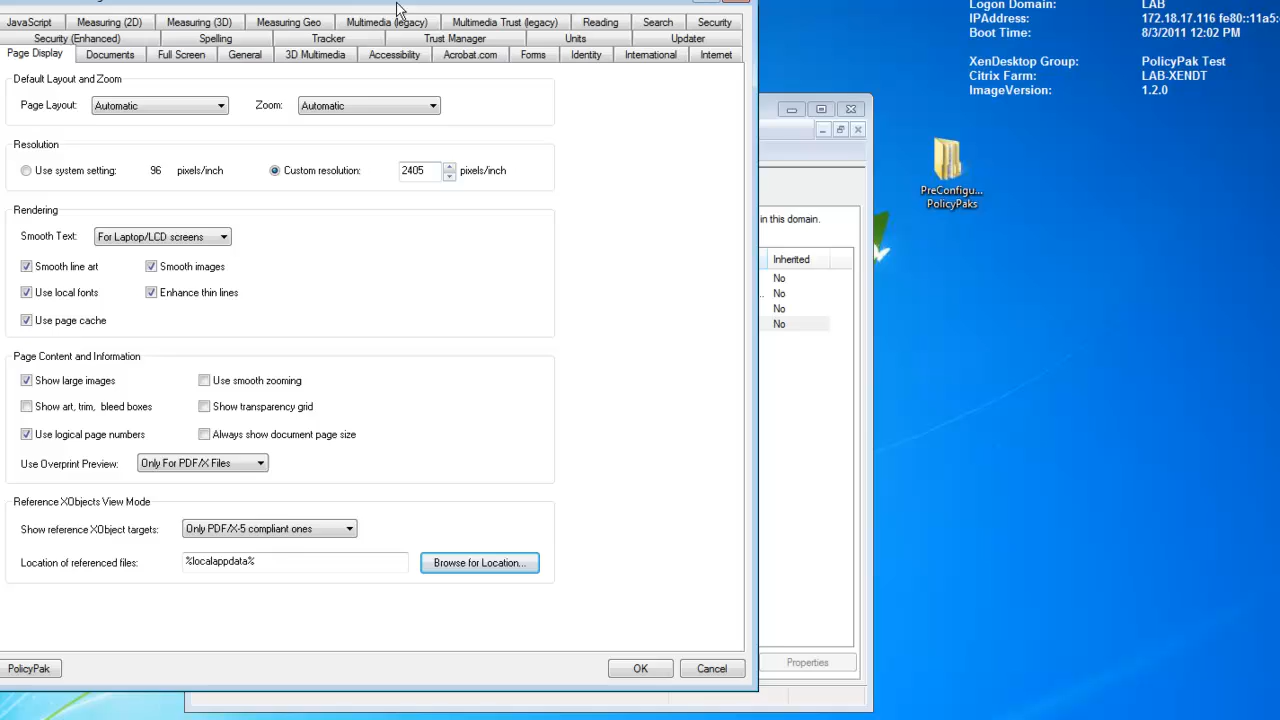 JavaScript Measuring (2D) Measuring (3D) Measuring Geo Multimedia (legacy) Multimedia Trust (legacy) Reading Search Security
Security (Enhanced) Spelling Tracker Trust Manager Units Updater
Page Display Documents Full Screen General 3D Multimedia Accessibility Acrobat.com Forms Identity International Internet
Default Layout and Zoom
Page Layout: Automatic Zoom: Automatic
Resolution
Use system setting: 96 pixels/inch Custom resolution: 2405 pixels/inch
Rendering
Smooth Text: For Laptop/LCD screens
Smooth line art Smooth images
Use local fonts Enhance thin lines
Use page cache
Page Content and Information
Show large images Use smooth zooming
Show art, trim, bleed boxes Show transparency grid
Use logical page numbers Always show document page size
Use Overprint Preview: Only For PDF/X Files
Reference XObjects View Mode
Show reference XObject targets: Only PDF/X-5 compliant ones
Location of referenced files: %localappdata% Browse for Location...
PolicyPak OK Cancel
in this domain.
Inherited
No
... No
No
No
Properties
Logon Domain: LAB
IPAddress: 172.18.17.116 fe80::11a5:
Boot Time: 8/3/2011 12:02 PM
XenDesktop Group: PolicyPak Test
Citrix Farm: LAB-XENDT
ImageVersion: 1.2.0
PreConfigu...
PolicyPaks